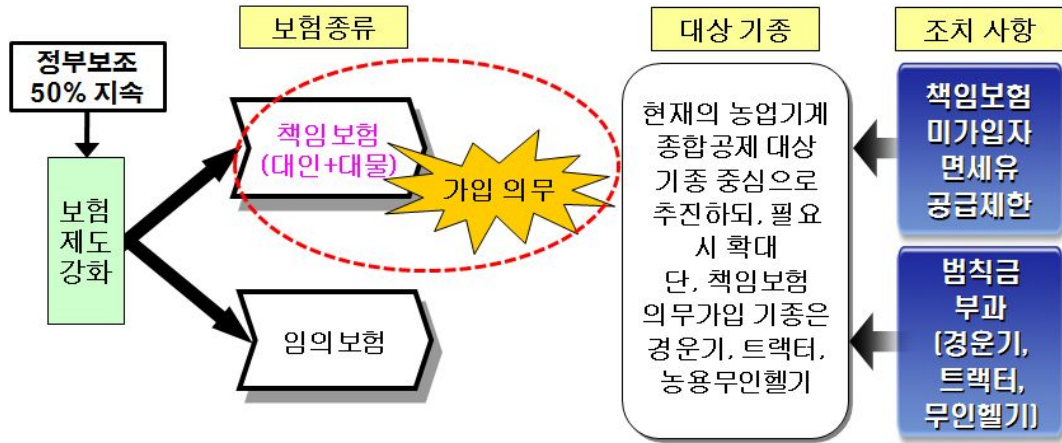 보험종류
대상 기종
조치 사항
정부보조
50% 지속
보험
제도
강화
책임보험
(대인+대물)
가입 의무
임의보험
현재의 농업기계
종합공제 대상
기종 중심으로
추진하되, 필요
시 확대
단, 책임보험
의무가입 기종은
경운기, 트랙터,
농용무인헬기
책임보험
미가입자
면세유
공급제한
범칙금
부과
(경운기,
트랙터,
무인헬기)